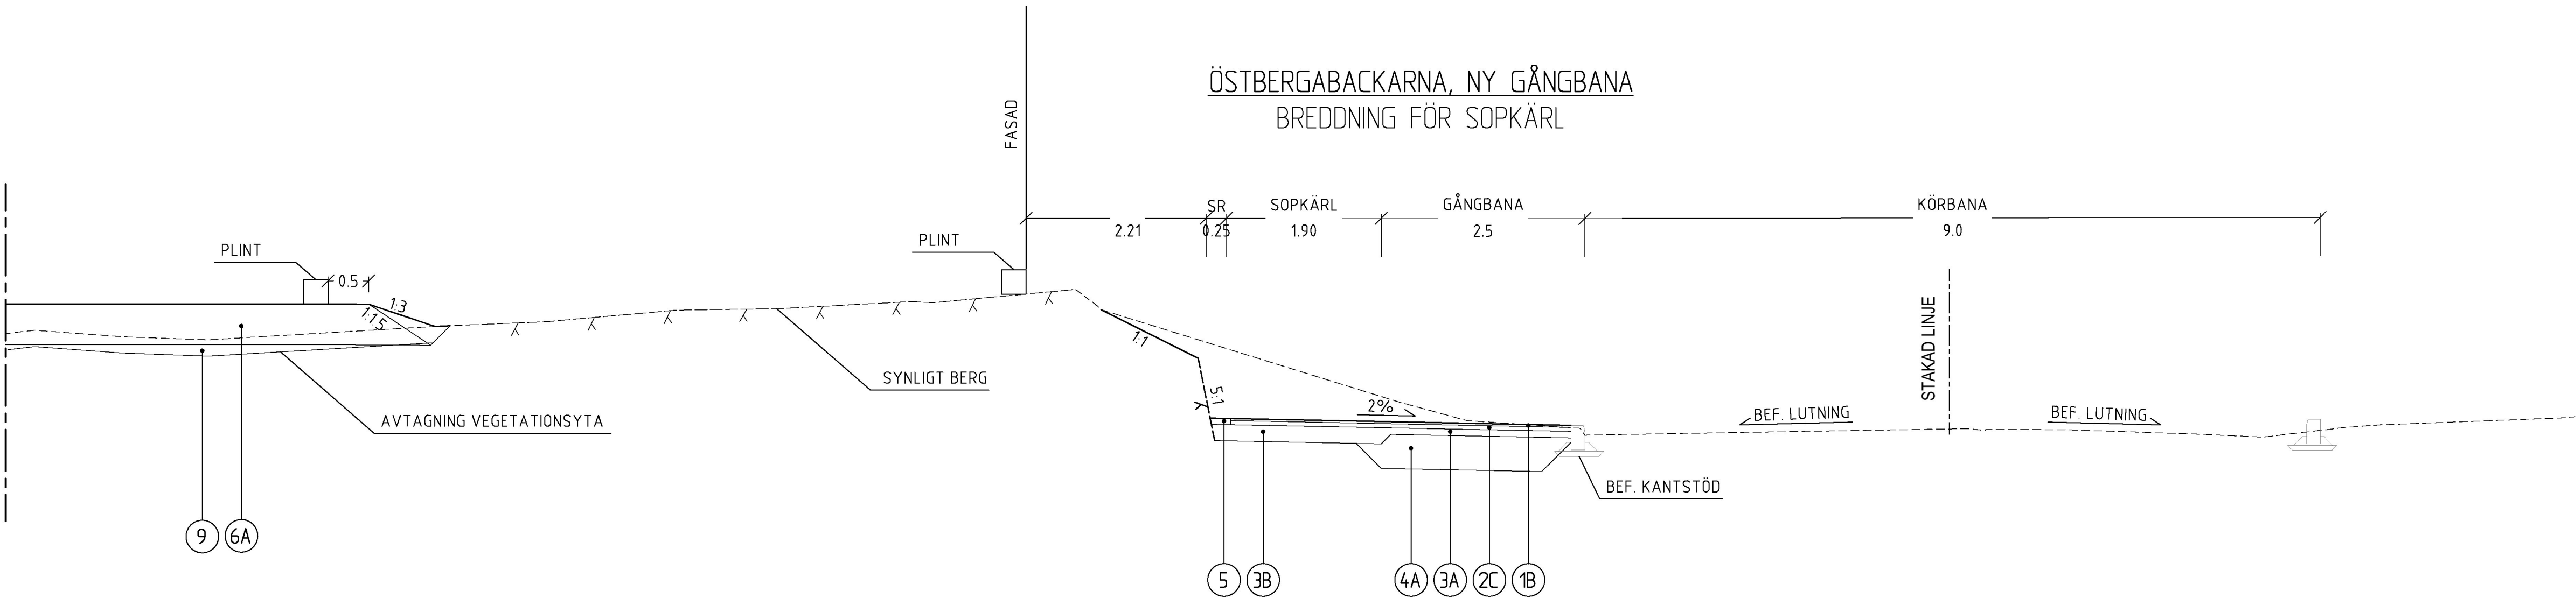 ÖSTBERGABACKARNA, NY GÅNGBANA
BREDDNING FÖR SOPKÄRL
FASAD
SR
SOPKÄRL
GÅNGBANA
KÖRBANA
2.21
0.25
1.90
2.5
9.0
PLINT
PLINT
0.5
1:3
1:1.5
1:1
5:1
SYNLIGT BERG
AVTAGNING VEGETATIONSYTA
2%
BEF. LUTNING
STAKAD LINJE
BEF. LUTNING
BEF. KANTSTÖD
9
6A
5
3B
4A
3A
2C
1B